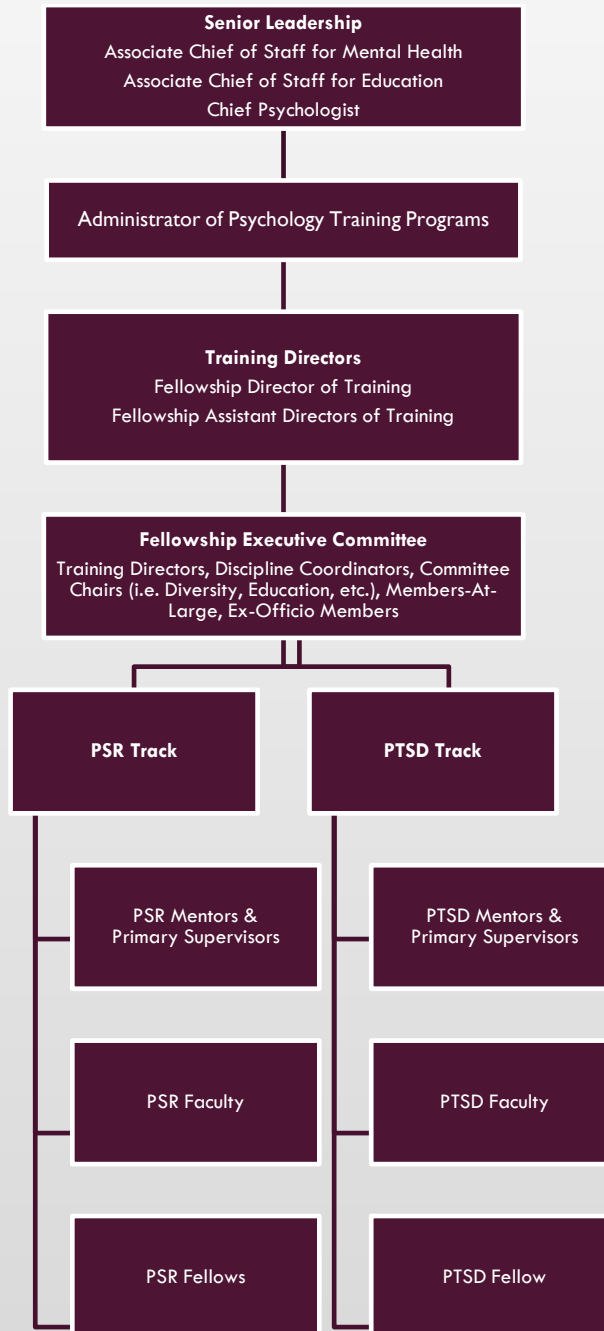 Senior Leadership
Associate Chief of Staff for Mental Health
Associate Chief of Staff for Education
Chief Psychologist
Administrator of Psychology Training Programs
Training Directors
Fellowship Director of Training
Fellowship Assistant Directors of Training
Fellowship Executive Committee
Training Directors, Discipline Coordinators, Committee
Chairs (i.e. Diversity, Education, etc.), Members-At-
Large, Ex-Officio Members
PSR Track
PTSD Track
PSR Mentors &
Primary Supervisors
PTSD Mentors &
Primary Supervisors
PSR Faculty
PTSD Faculty
PSR Fellows
PTSD Fellow